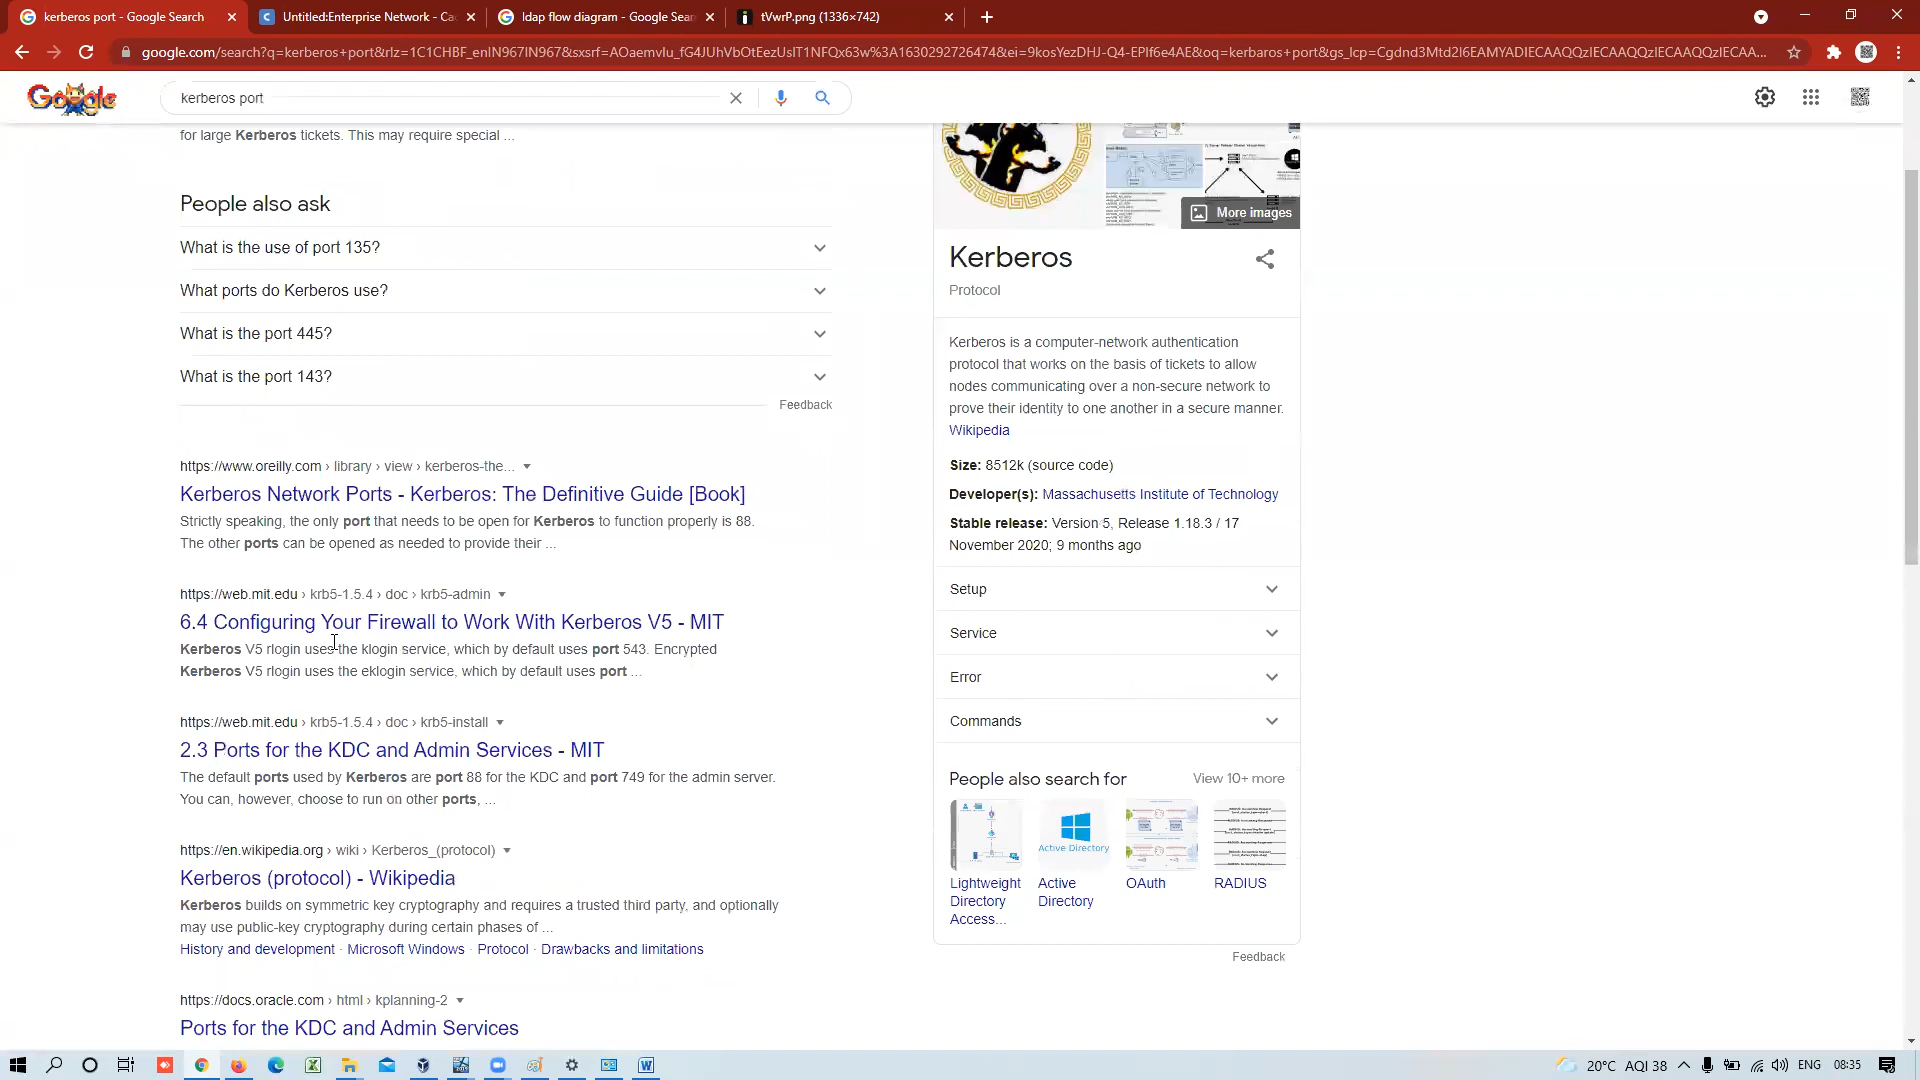 kerberos port - Google Search
Untitled:Enterprise Network - Ca
ldap flow diagram - Google Sea
tVwrP.png (1336×742)
google.com/search?q=kerberos+port&rlz=1C1CHBF_enIN967IN967&sxsrf=AOaemvlu_fG4JUhVbOtEezUsIT1NFQx63w%3A1630292726474&ei=9kosYezDHJ-Q4-EPlf6e4AE&oq=kerbaros+port&gs_lcp=Cgdnd3Mtd2l6EAMYADIECAAQQzIECAAQQzIECAAQQzIECAA...
Google
kerberos port
for large Kerberos tickets. This may require special ...
People also ask
What is the use of port 135?
What ports do Kerberos use?
What is the port 445?
What is the port 143?
Feedback
https://www.oreilly.com › library › view › kerberos-the...
Kerberos Network Ports - Kerberos: The Definitive Guide [Book]
Strictly speaking, the only port that needs to be open for Kerberos to function properly is 88.
The other ports can be opened as needed to provide their ...
https://web.mit.edu › krb5-1.5.4 › doc › krb5-admin
6.4 Configuring Your Firewall to Work With Kerberos V5 - MIT
Kerberos V5 rlogin uses the klogin service, which by default uses port 543. Encrypted
Kerberos V5 rlogin uses the eklogin service, which by default uses port ...
https://web.mit.edu › krb5-1.5.4 › doc › krb5-install
2.3 Ports for the KDC and Admin Services - MIT
The default ports used by Kerberos are port 88 for the KDC and port 749 for the admin server.
You can, however, choose to run on other ports, ...
https://en.wikipedia.org › wiki › Kerberos_(protocol)
Kerberos (protocol) - Wikipedia
Kerberos builds on symmetric key cryptography and requires a trusted third party, and optionally
may use public-key cryptography during certain phases of ...
History and development · Microsoft Windows · Protocol · Drawbacks and limitations
https://docs.oracle.com › html › kplanning-2
Ports for the KDC and Admin Services
More images
Kerberos
Protocol
Kerberos is a computer-network authentication
protocol that works on the basis of tickets to allow
nodes communicating over a non-secure network to
prove their identity to one another in a secure manner.
Wikipedia
Size: 8512k (source code)
Developer(s): Massachusetts Institute of Technology
Stable release: Version 5, Release 1.18.3 / 17
November 2020; 9 months ago
Setup
Service
Error
Commands
People also search for
View 10+ more
Active Directory
Lightweight
Directory
Access...
Active
Directory
OAuth
RADIUS
Feedback
20°C AQI 38
ENG
08:35